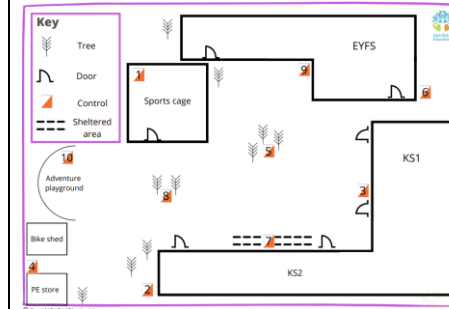 Key
Tree
Door
Control
Sheltered
area
EYFS
1
9
6
Sports cage
5
KS1
10
Adventure
playground
8
3
Bike shed
7
4
KS2
PE store
2